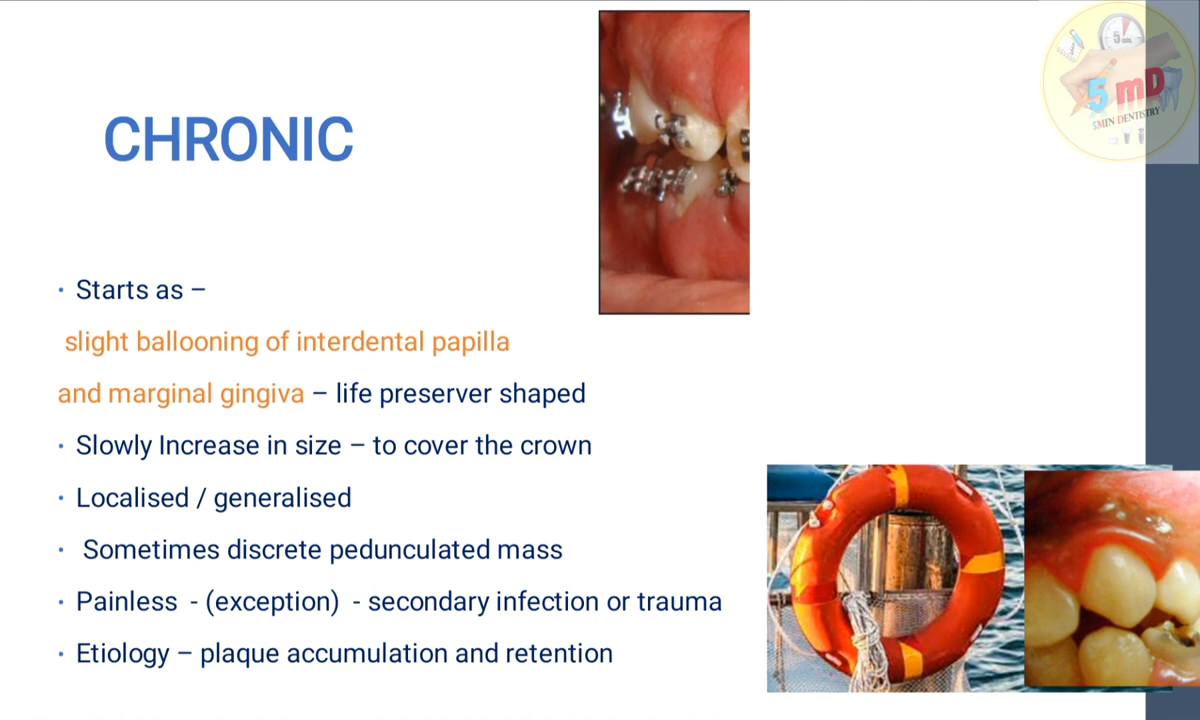 CHRONIC
• Starts as –
slight ballooning of interdental papilla
and marginal gingiva – life preserver shaped
• Slowly Increase in size – to cover the crown
• Localised / generalised
• Sometimes discrete pedunculated mass
• Painless - (exception) - secondary infection or trauma
• Etiology – plaque accumulation and retention
5 min
5 mD
5MIN DENTISTRY